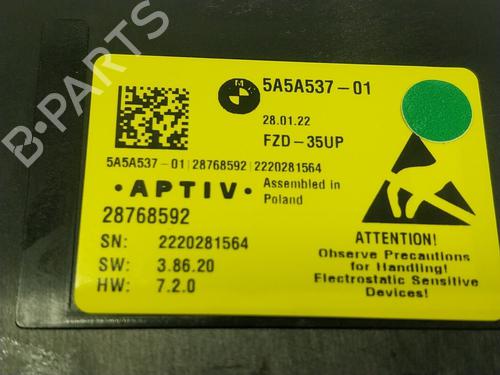 B-PARTS
5A5A537-01
28.01.22
FZD-35UP
5A5A537-01|28768592|2220281564
• APTIV •
Assembled in
Poland
28768592
SN: 2220281564
SW: 3.86.20
HW: 7.2.0
ATTENTION!
Observe Precautions
for Handling!
Electrostatic Sensitive
Devices!